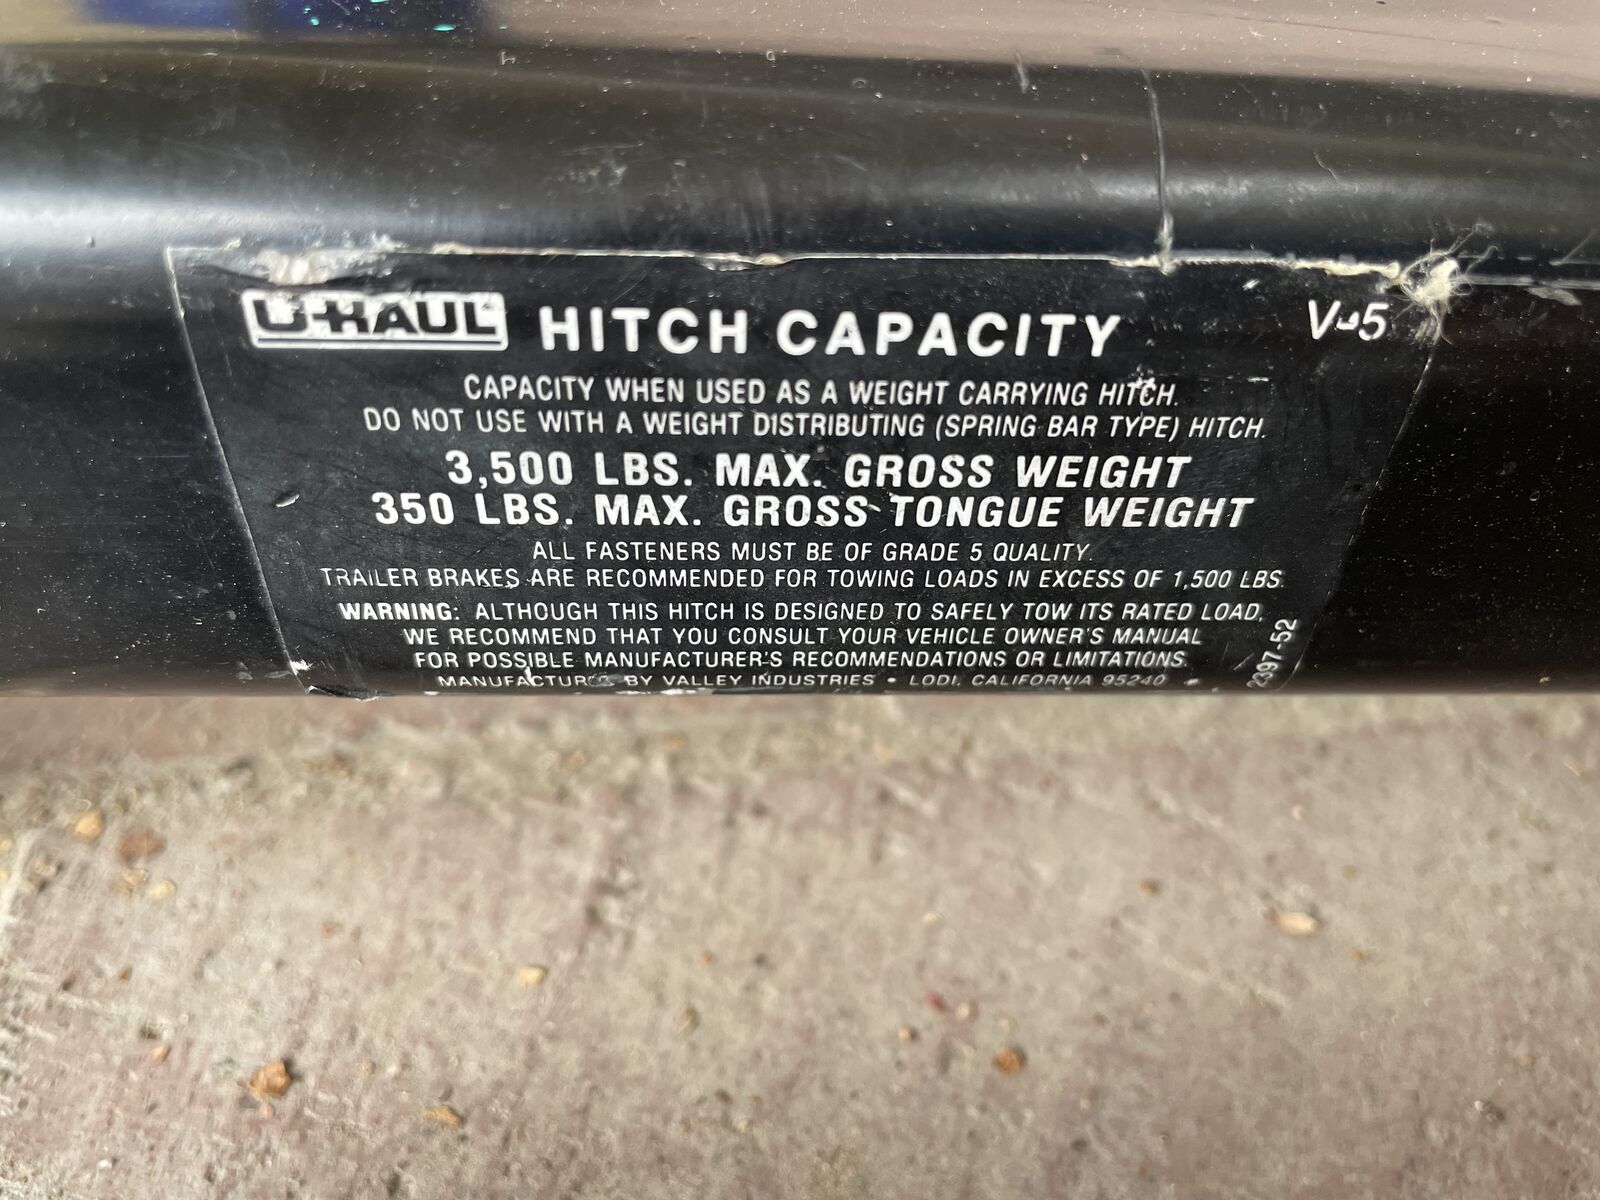 U-HAUL HITCH CAPACITY V-5
CAPACITY WHEN USED AS A WEIGHT CARRYING HITCH.
DO NOT USE WITH A WEIGHT DISTRIBUTING (SPRING BAR TYPE) HITCH.
3,500 LBS. MAX. GROSS WEIGHT
350 LBS. MAX. GROSS TONGUE WEIGHT
ALL FASTENERS MUST BE OF GRADE 5 QUALITY.
TRAILER BRAKES ARE RECOMMENDED FOR TOWING LOADS IN EXCESS OF 1,500 LBS.
WARNING: ALTHOUGH THIS HITCH IS DESIGNED TO SAFELY TOW ITS RATED LOAD,
WE RECOMMEND THAT YOU CONSULT YOUR VEHICLE OWNER'S MANUAL
FOR POSSIBLE MANUFACTURER'S RECOMMENDATIONS OR LIMITATIONS.
MANUFACTURED BY VALLEY INDUSTRIES • LODI, CALIFORNIA 95240
2397-52